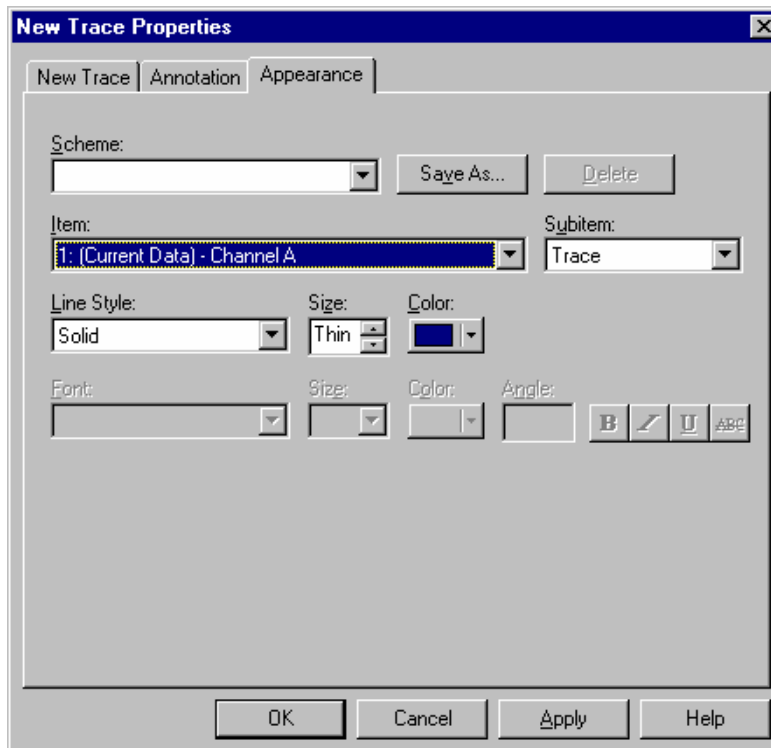 New Trace Properties
New Trace Annotation Appearance
Scheme:
Save As... Delete
Item: Subitem:
1: (Current Data) - Channel A Trace
Line Style: Size: Color:
Solid Thin
Font: Size: Color: Angle:
B I U ABC
OK Cancel Apply Help